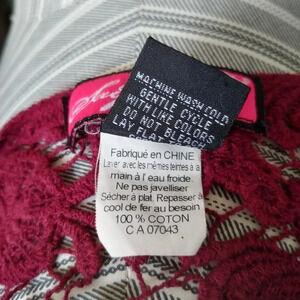 MACHINE WASH COLD
GENTLE CYCLE
WITH LIKE COLORS
DO NOT BLEACH
LAY FLAT
Fabriqué en CHINE
Laver avec les mêmes teintes à la
main à l'eau froide.
Ne pas javelliser
Sécher à plat. Repasser à
cool de fer au besoin
100 % COTON
C A 07043